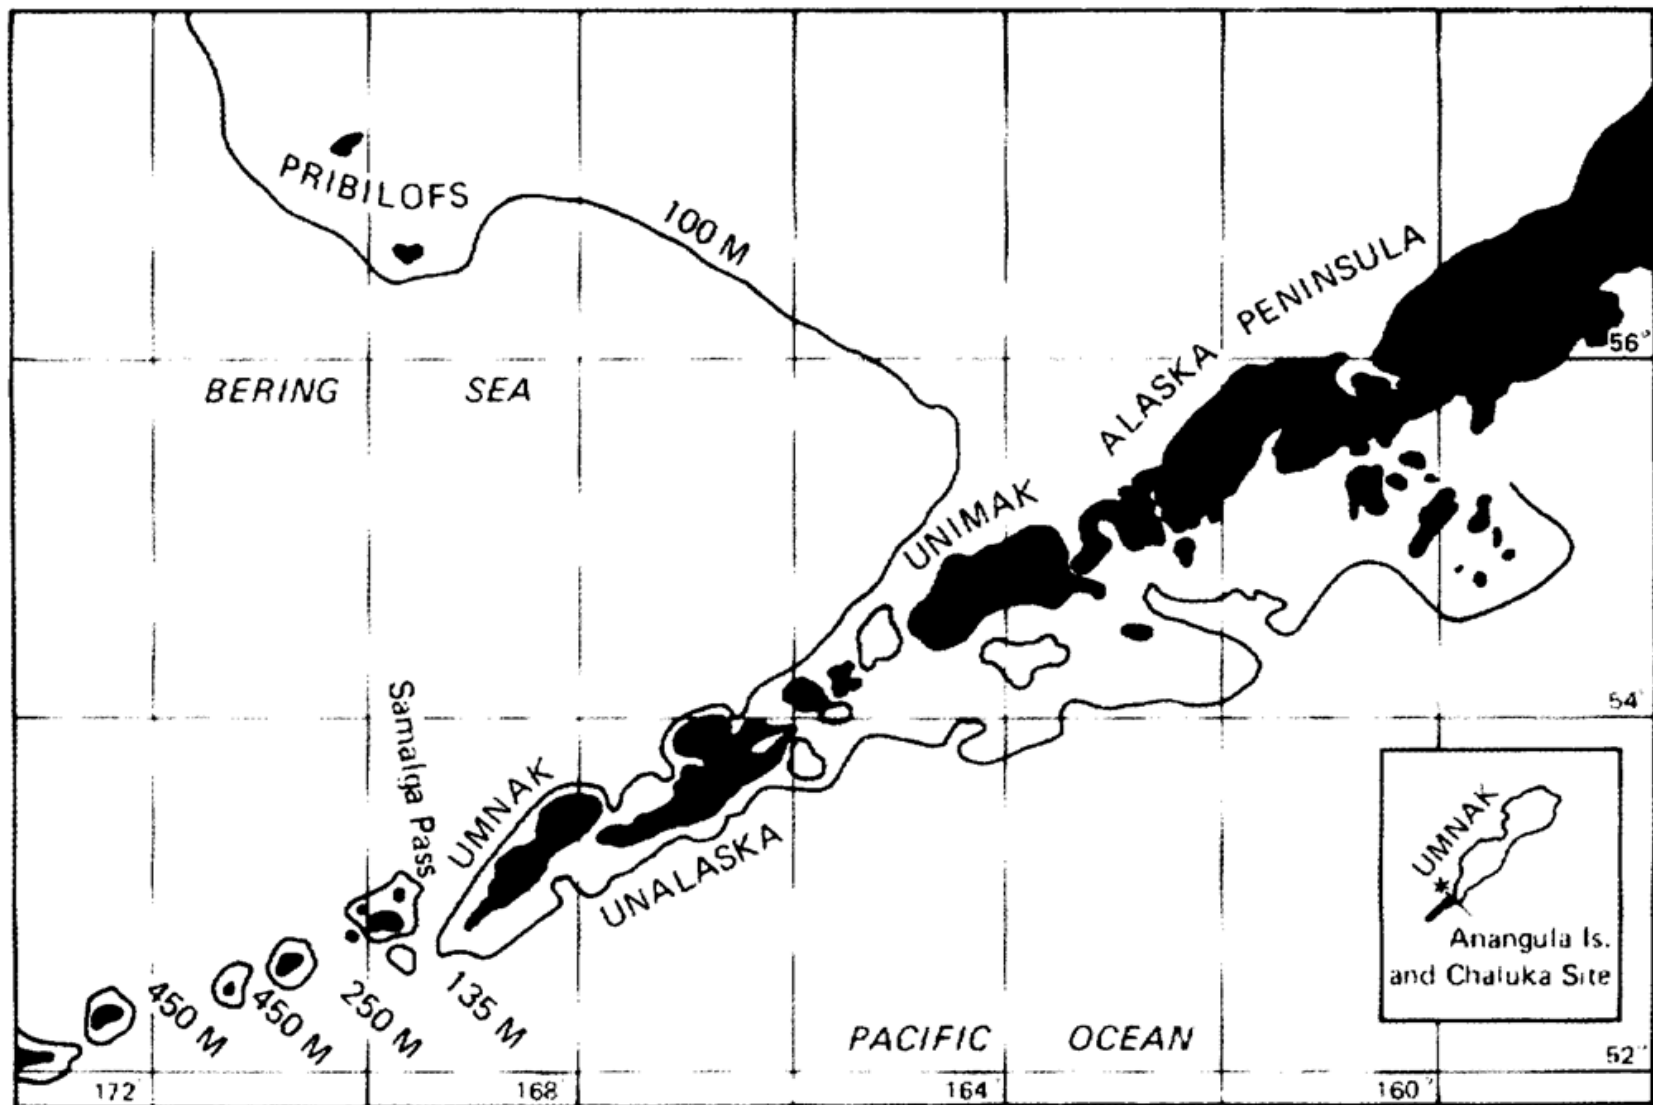 PRIBILOFS
100 M
ALASKA PENINSULA
56°
BERING SEA
UNIMAK
Samalga Pass
54°
UMNAK
UNALASKA
UMNAK
*
Anangula Is.
and Chaluka Site
450 M
450 M
250 M
135 M
PACIFIC OCEAN
52°
172°
168°
164°
160°